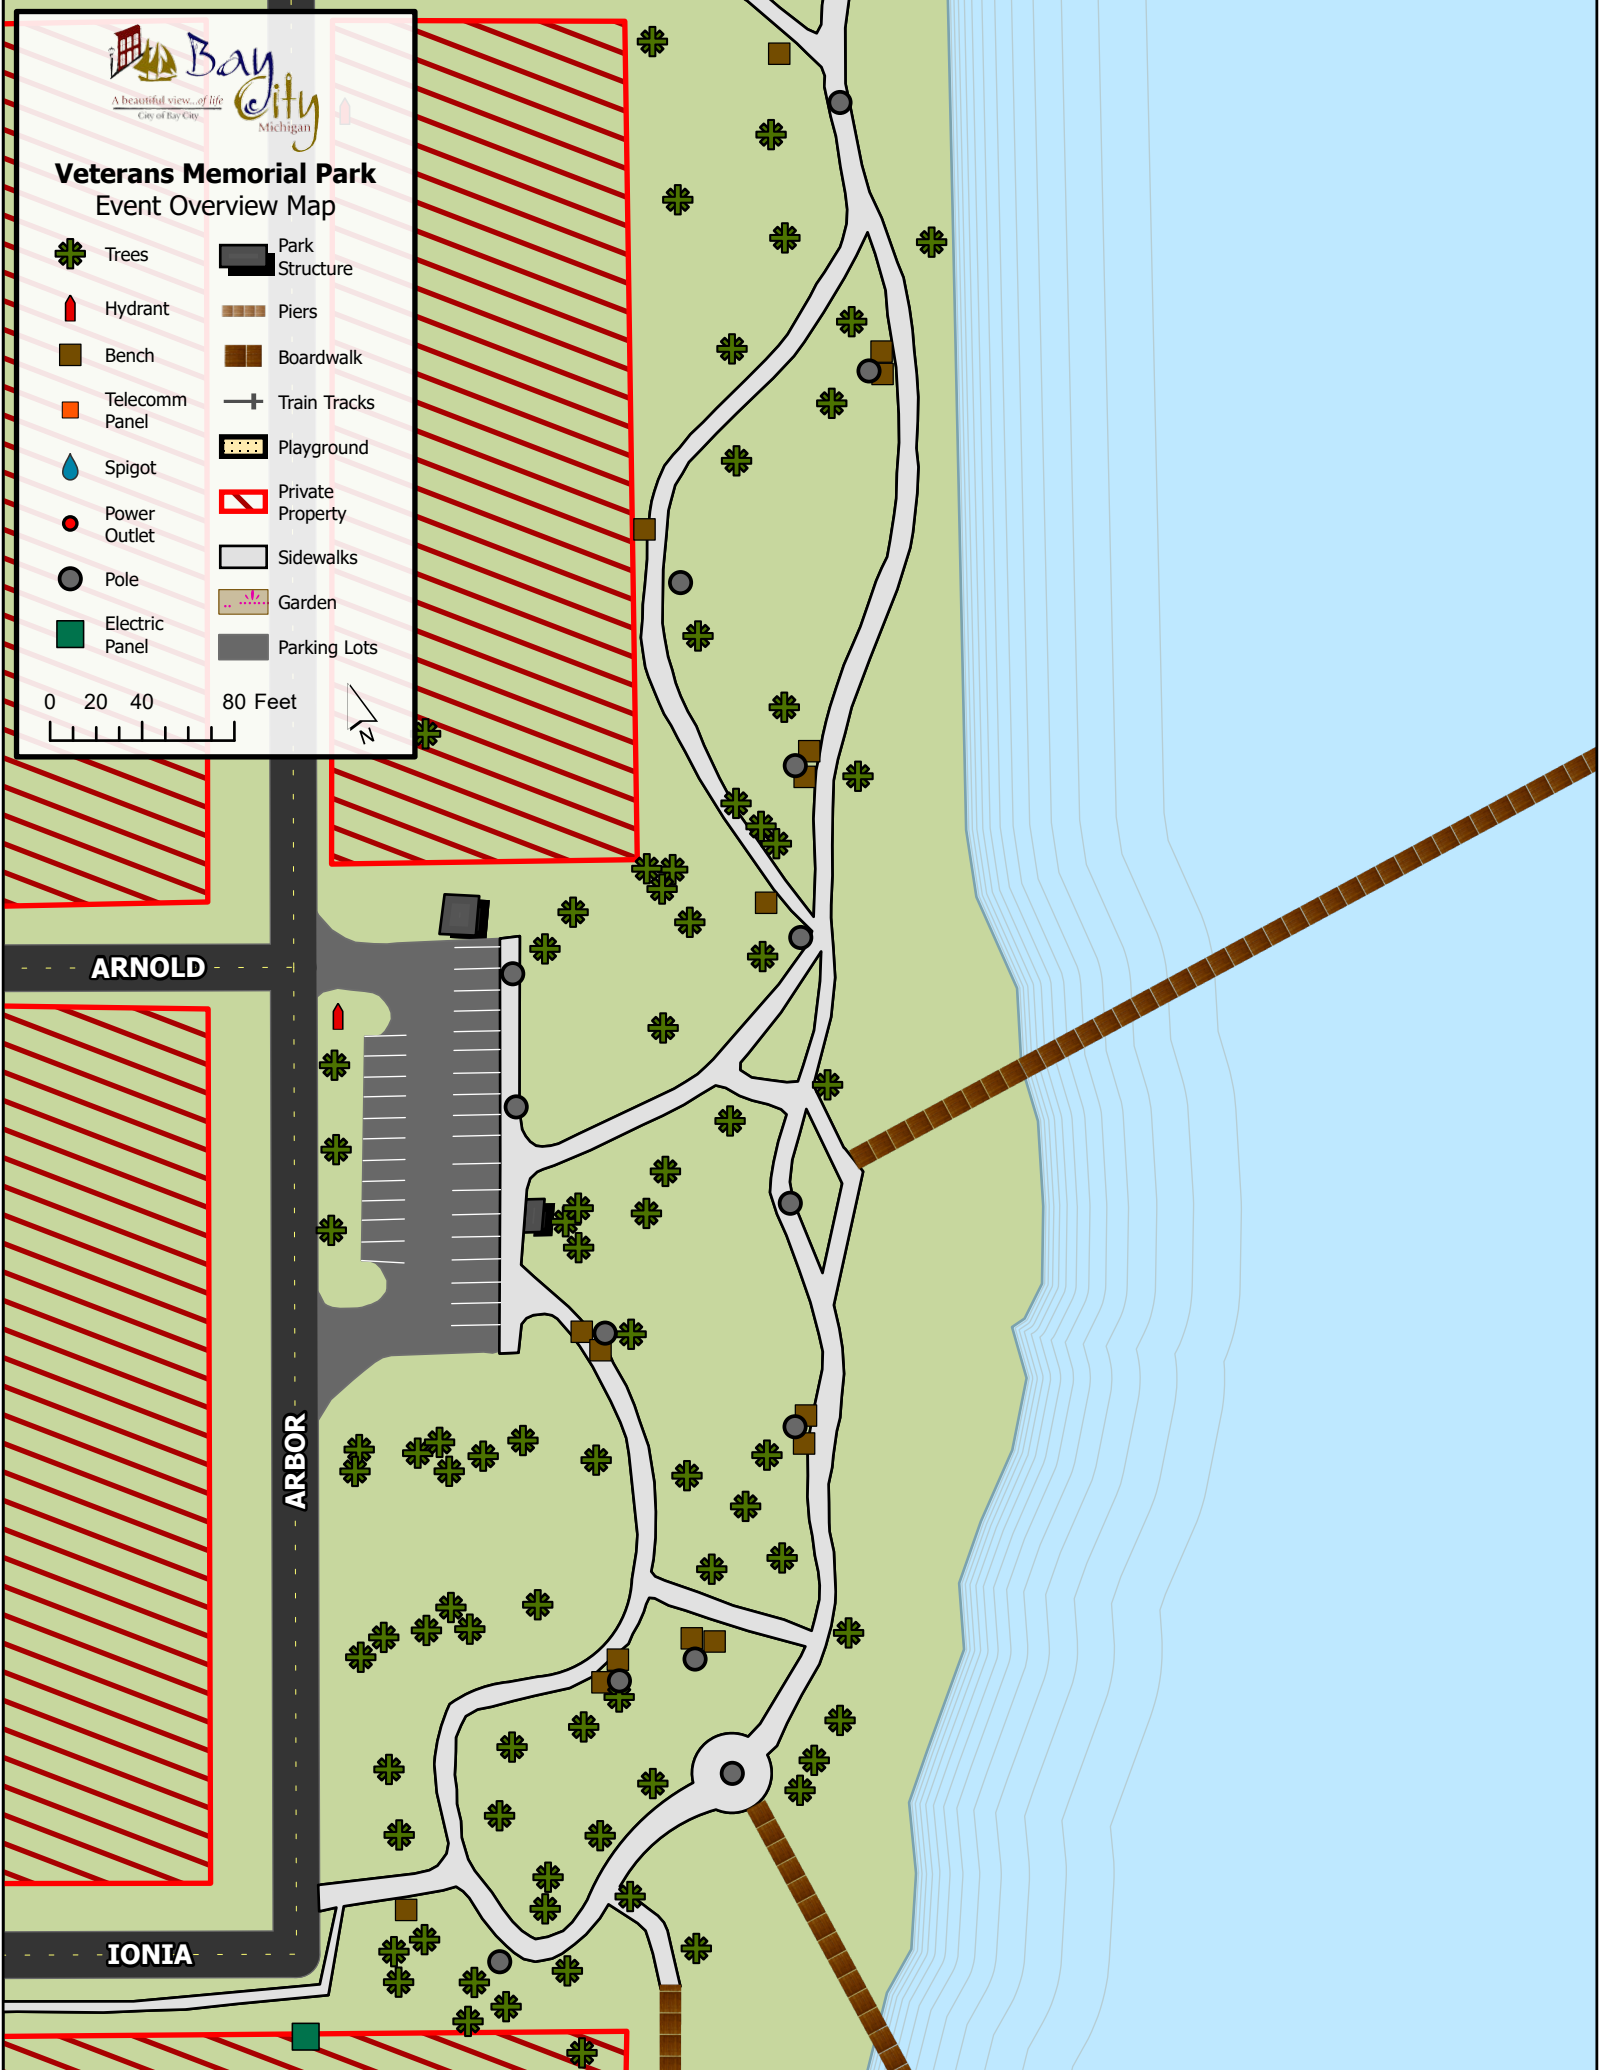 Bay
City
A beautiful view...of life
City of Bay City
Michigan
Veterans Memorial Park
Event Overview Map
Trees
Hydrant
Bench
Telecomm
Panel
Spigot
Power
Outlet
Pole
Electric
Panel
Park
Structure
Piers
Boardwalk
Train Tracks
Playground
Private
Property
Sidewalks
Garden
Parking Lots
0 20 40 80 Feet
N
ARNOLD
ARBOR
IONIA